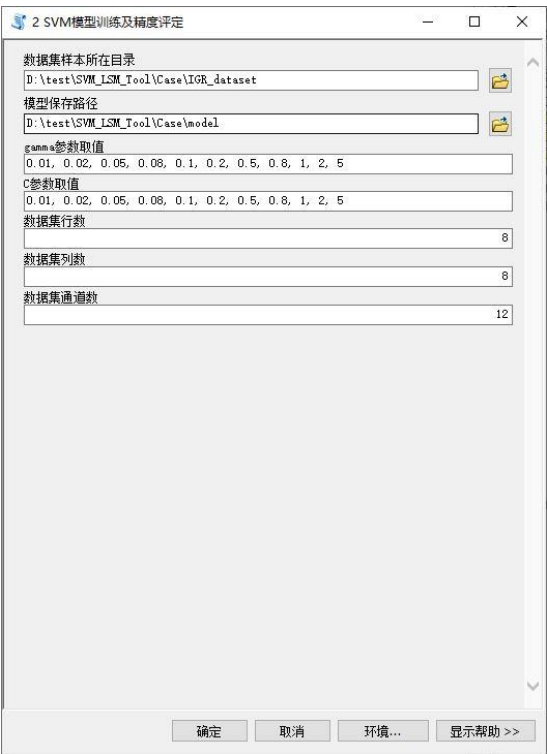 2 SVM模型训练及精度评定
数据集样本所在目录
D:\test\SVM_LSM_Tool\Case\IGR_dataset
模型保存路径
D:\test\SVM_LSM_Tool\Case\model
gamma参数取值
0.01, 0.02, 0.05, 0.08, 0.1, 0.2, 0.5, 0.8, 1, 2, 5
C参数取值
0.01, 0.02, 0.05, 0.08, 0.1, 0.2, 0.5, 0.8, 1, 2, 5
数据集行数
8
数据集列数
8
数据集通道数
12
确定 取消 环境... 显示帮助 >>